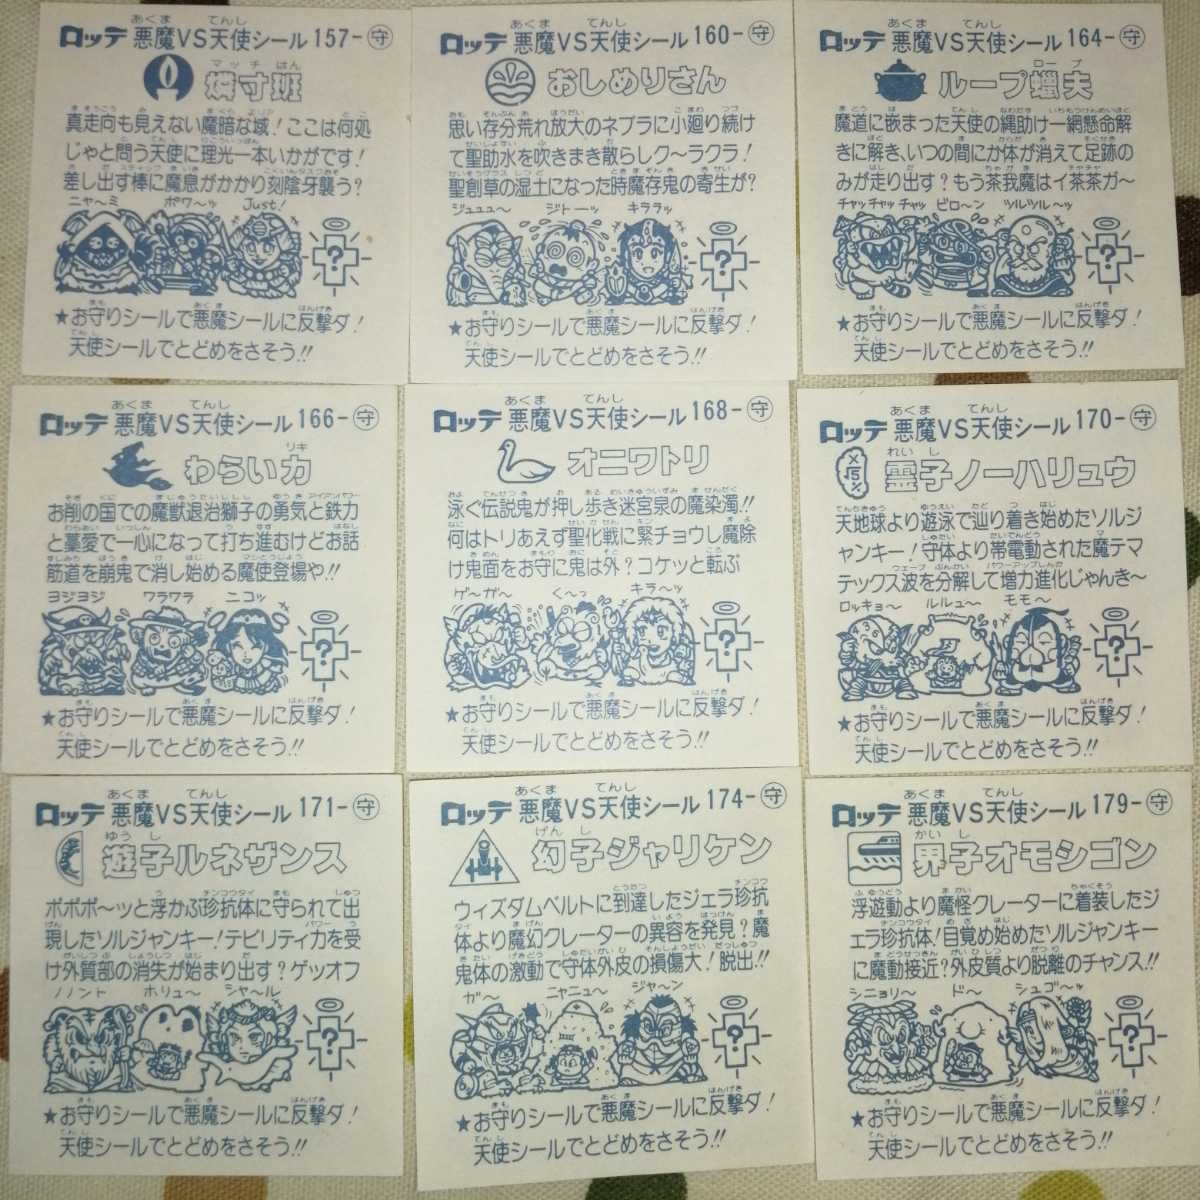 ロッテ 悪魔VS天使シール 157-守
燐寸班
真走向も見えない魔暗な域！ここは何処
じゃと問う天使に理光一本いかがです！
差し出す棒に魔息がかかり刻陰牙襲う？
ニャ〜ミ ポワ〜ッ Just!
?
★お守りシールで悪魔シールに反撃ダ！
天使シールでとどめをさそう!!
ロッテ 悪魔VS天使シール 160-守
おしめりさん
思い存分荒れ放大のネブラに小廻り続け
て聖助水を吹きまき散らしク〜ラクラ！
聖創草の湿土になった時魔存鬼の寄生が？
ジュュュ〜 ジト―ッ キララッ
?
★お守りシールで悪魔シールに反撃ダ！
天使シールでとどめをさそう!!
ロッテ 悪魔VS天使シール 164-守
ループ蠟夫
魔道に嵌まった天使の縄助け一網懸命解
きに解き、いつの間にか体が消えて足跡の
みが走り出す？もう茶我魔はイ茶茶ガ〜
チャッチャッチャッ ビロ〜ン ツルツル〜ッ
?
★お守りシールで悪魔シールに反撃ダ！
天使シールでとどめをさそう!!
ロッテ 悪魔VS天使シール 166-守
わらい力
お削の国での魔獣退治獅子の勇気と鉄力
と藁愛で一心になって打ち進むけどお話
筋道を崩鬼で消し始める魔使登場や!!
ヨジヨジ ワラワラ ニコッ
?
★お守りシールで悪魔シールに反撃ダ！
天使シールでとどめをさそう!!
ロッテ 悪魔VS天使シール 168-守
オニワトリ
泳ぐ伝説鬼が押し歩き迷宮泉の魔染濁!!
何はトリあえず聖化戦に緊チョウし魔除
け鬼面をお守に鬼は外？コケッと転ぶ
ゲ〜ガ〜 く〜っ キラ〜ッ
?
★お守りシールで悪魔シールに反撃ダ！
天使シールでとどめをさそう!!
ロッテ 悪魔VS天使シール 170-守
霊子ノーハリュウ
天地球より遊泳で辿り着き始めたソルジ
ャンキー！守体より帯電動された魔テマ
テックス波を分解して増力進化じゃんき〜
ロッキョ〜 ルルュ〜 モモ〜
?
★お守りシールで悪魔シールに反撃ダ！
天使シールでとどめをさそう!!
ロッテ 悪魔VS天使シール 171-守
遊子ルネザンス
ポポポ〜ッと浮かぶ珍抗体に守られて出
現したソルジャンキー！テビリティ力を受
け外質部の消失が始まり出す？ゲッオフ
ノノント ホリュ〜 シャ〜ル
?
★お守りシールで悪魔シールに反撃ダ！
天使シールでとどめをさそう!!
ロッテ 悪魔VS天使シール 174-守
幻子ジャリケン
ウィズダムベルトに到達したジェラ珍抗
体より魔幻クレーターの異容を発見？魔
鬼体の激動で守体外皮の損傷大！脱出!!
ガ〜 ニャニュ〜 ジャ〜ン
?
★お守りシールで悪魔シールに反撃ダ！
天使シールでとどめをさそう!!
ロッテ 悪魔VS天使シール 179-守
界子オモシゴン
浮遊動より魔怪クレーターに着装したジ
ェラ珍抗体！目覚め始めたソルジャンキー
に魔動接近？外皮質より脱離のチャンス!!
シニョリ〜 ド〜 シュゴ〜ッ
?
★お守りシールで悪魔シールに反撃ダ！
天使シールでとどめをさそう!!